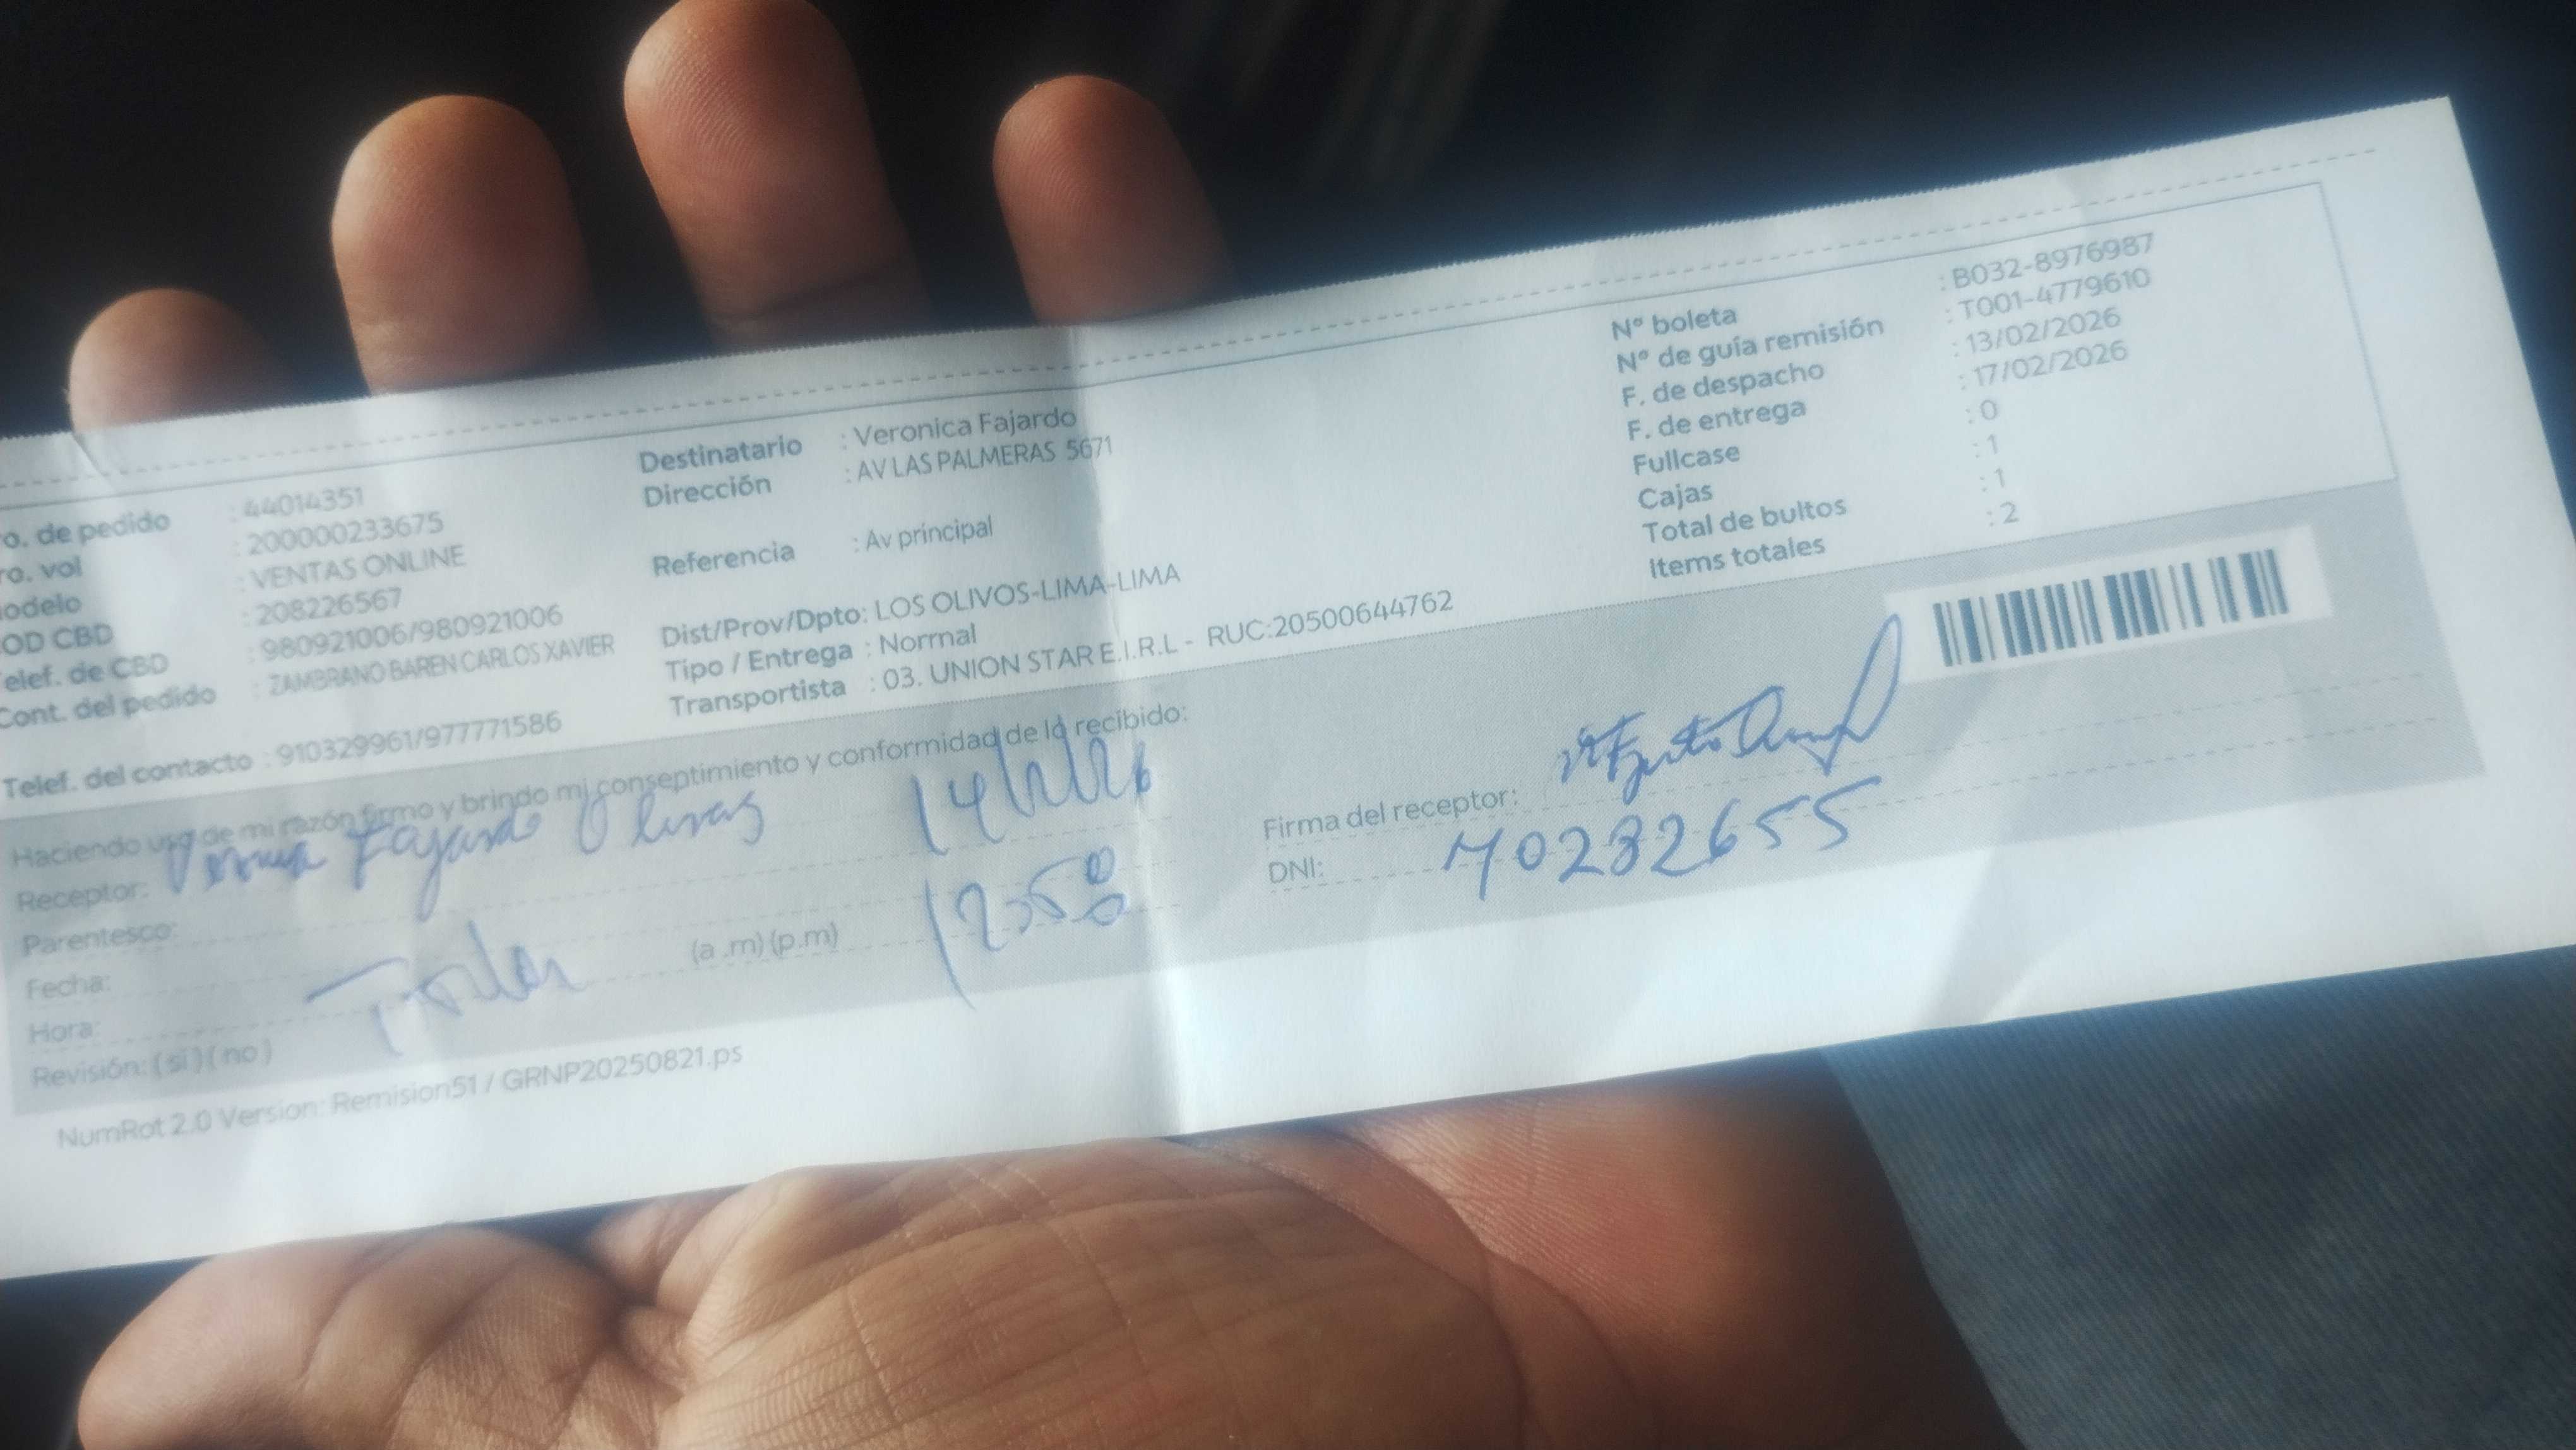 o. de pedido : 44014351
ro. vol : 200000233675
odelo : VENTAS ONLINE
OD CBD : 208226567
elef. de CBD : 980921006/980921006
Cont. del pedido : ZAMBRANO BAREN CARLOS XAVIER
Telef. del contacto : 910329961/977771586
Destinatario : Veronica Fajardo
Dirección : AV LAS PALMERAS 5671
Referencia : Av principal
Dist/Prov/Dpto: LOS OLIVOS-LIMA-LIMA
Tipo / Entrega : Normal
Transportista : 03. UNION STAR E.I.R.L - RUC:20500644762
N° boleta : B032-8976987
N° de guía remisión : T001-4779610
F. de despacho : 13/02/2026
F. de entrega : 17/02/2026
Fullcase : 0
Cajas : 1
Total de bultos : 1
Items totales : 2
Haciendo uso de mi razón firmo y brindo mi conseptimiento y conformidad de lo recibido:
Receptor: Fajardo Olivas
Parentesco:
Fecha:
Hora: (a .m) (p.m)
Revisión: ( si ) ( no )
Firma del receptor:
DNI: 70232655
NumRot 2.0 Version: Remision51 / GRNP20250821.ps